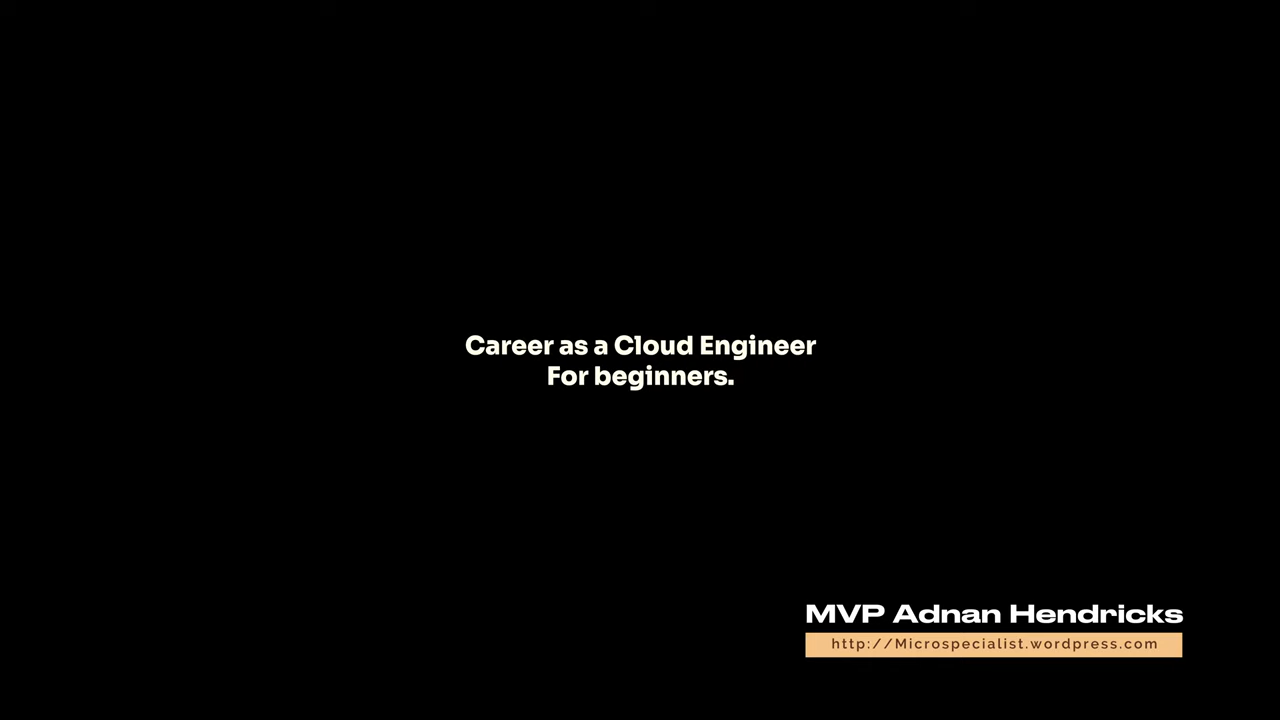 Career as a Cloud Engineer
For beginners.
MVP Adnan Hendricks
http://Microspecialist.wordpress.com